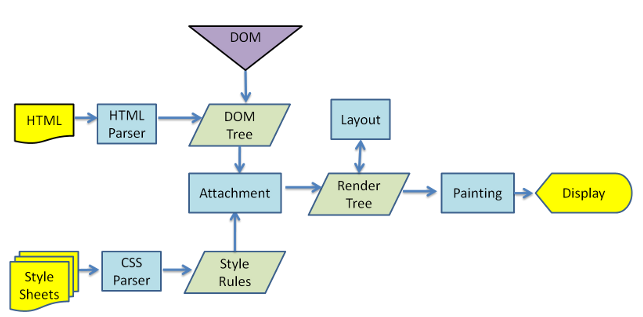 DOM
HTML
HTML
Parser
DOM
Tree
Layout
Attachment
Render
Tree
Painting
Display
Style
Sheets
CSS
Parser
Style
Rules